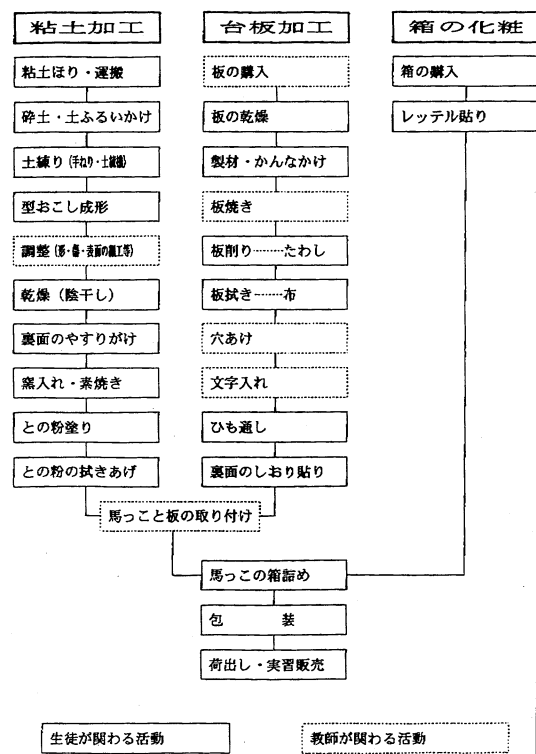 粘土加工
粘土ほり・運搬
砕土・土ふるいかけ
土練り(手ねり・土練機)
型おこし成形
調整(形・傷・表面の細工等)
乾燥(陰干し)
裏面のやすりがけ
窯入れ・素焼き
との粉塗り
との粉の拭きあげ
台板加工
板の購入
板の乾燥
製材・かんなかけ
板焼き
板削り……たわし
板拭き……布
穴あけ
文字入れ
ひも通し
裏面のしおり貼り
箱の化粧
箱の購入
レッテル貼り
馬っこと板の取り付け
馬っこの箱詰め
包　　装
荷出し・実習販売
生徒が関わる活動
教師が関わる活動